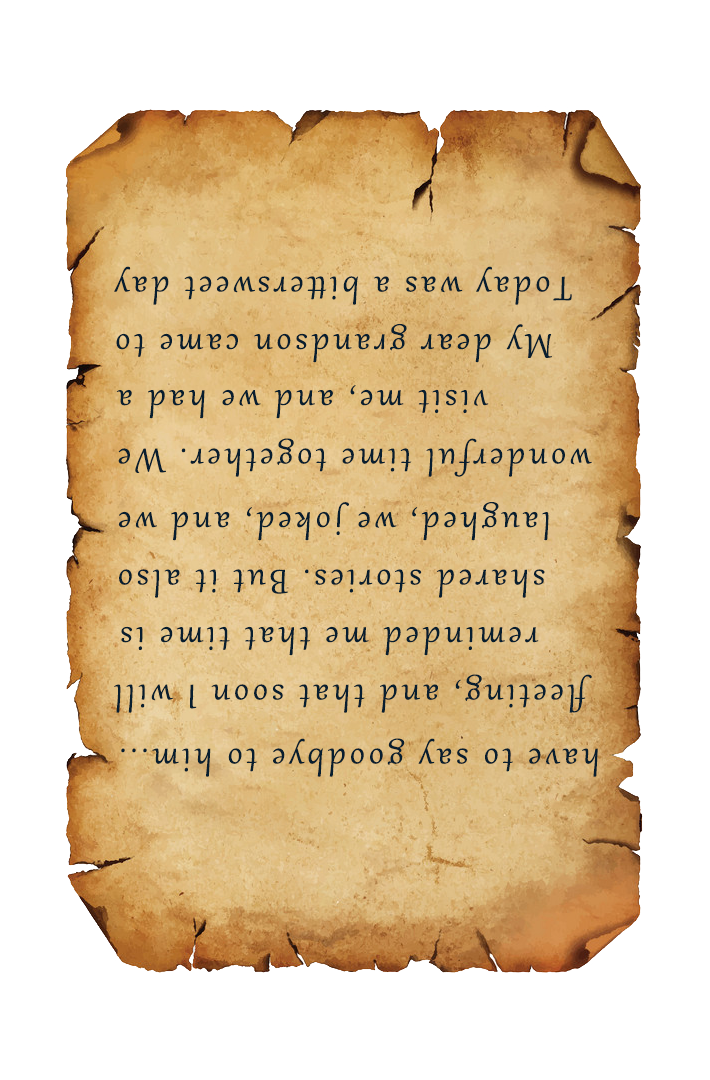 Today was a bittersweet day
My dear grandson came to
visit me, and we had a
wonderful time together. We
laughed, we joked, and we
shared stories. But it also
reminded me that time is
fleeting, and that soon I will
have to say goodbye to him...